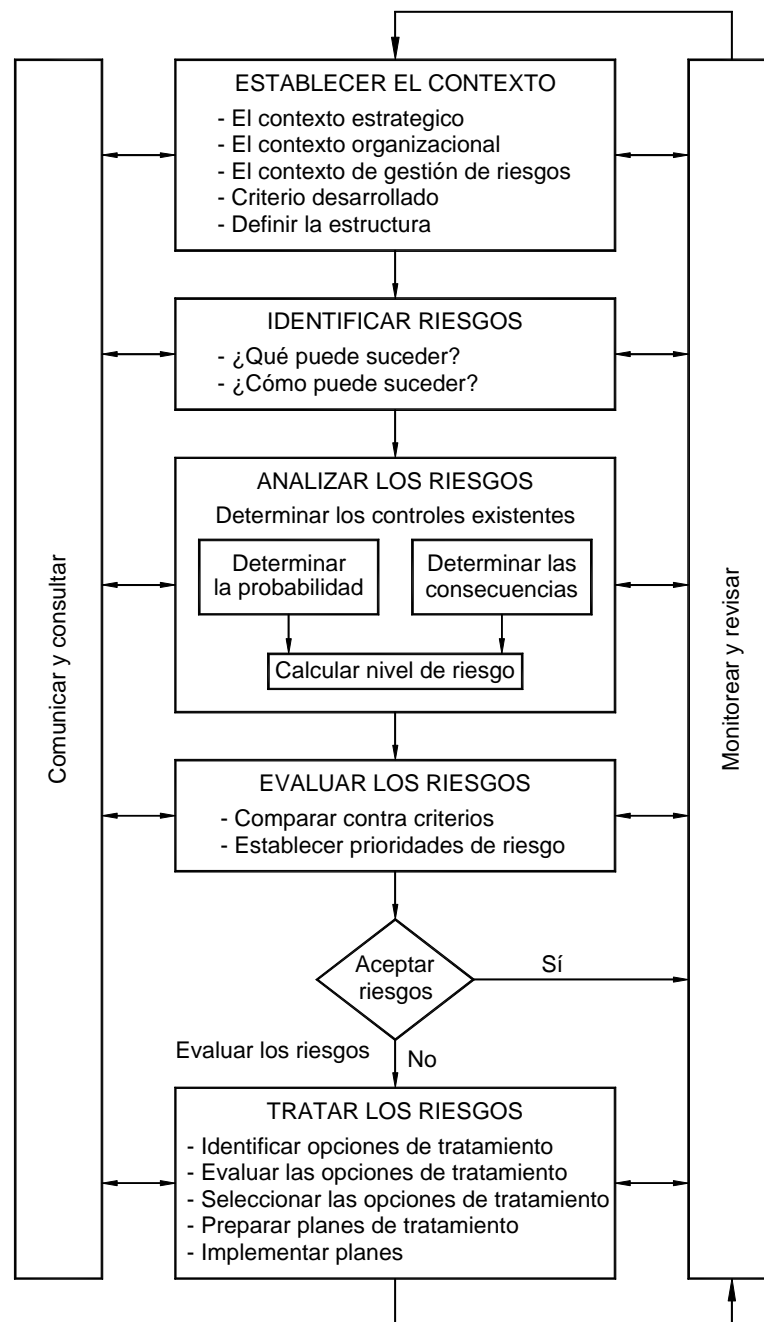 ESTABLECER EL CONTEXTO
- El contexto estrategico
- El contexto organizacional
- El contexto de gestión de riesgos
- Criterio desarrollado
- Definir la estructura
IDENTIFICAR RIESGOS
- ¿Qué puede suceder?
- ¿Cómo puede suceder?
ANALIZAR LOS RIESGOS
Determinar los controles existentes
Determinar
la probabilidad
Determinar las
consecuencias
Calcular nivel de riesgo
Comunicar y consultar
Monitorear y revisar
EVALUAR LOS RIESGOS
- Comparar contra criterios
- Establecer prioridades de riesgo
Aceptar
riesgos
Sí
Evaluar los riesgos
No
TRATAR LOS RIESGOS
- Identificar opciones de tratamiento
- Evaluar las opciones de tratamiento
- Seleccionar las opciones de tratamiento
- Preparar planes de tratamiento
- Implementar planes